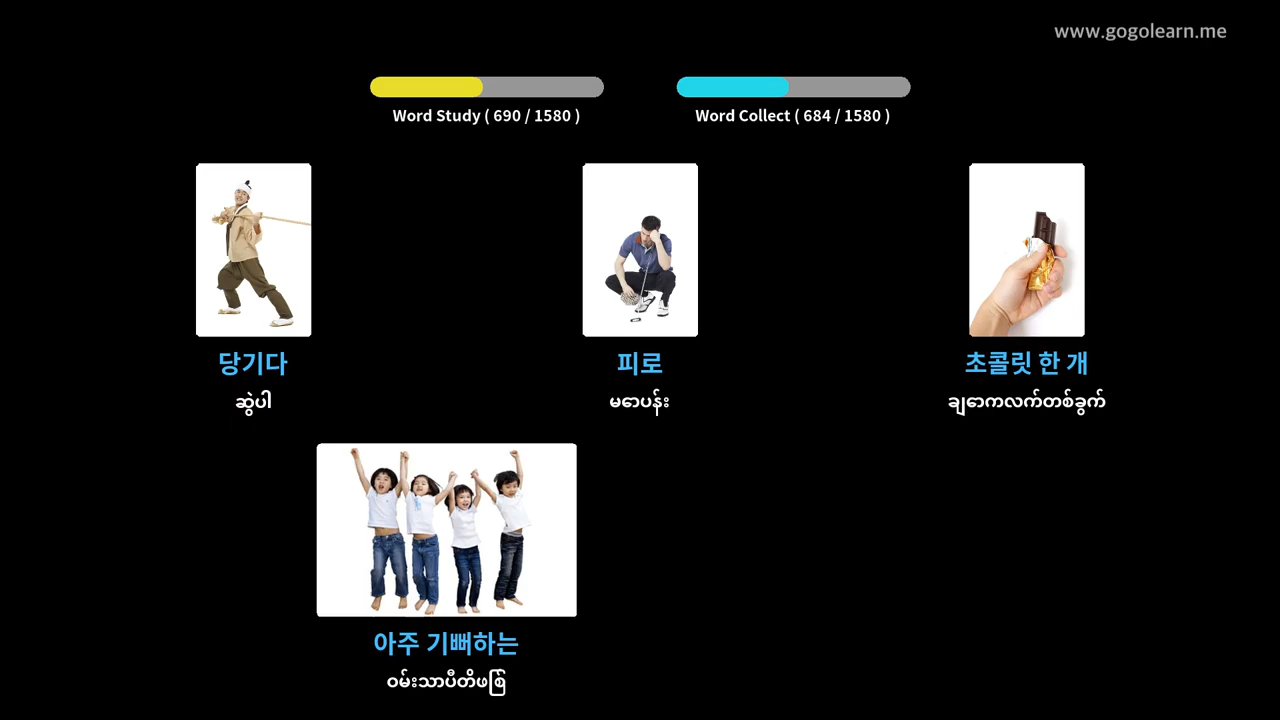 www.gogolearn.me
Word Study ( 690 / 1580 )
Word Collect ( 684 / 1580 )
당기다
피로
초콜릿 한 개
ဆွဲပါ
မောပန်း
ချောကလက်တစ်ခွက်
아주 기뻐하는
ဝမ်းသာပီတိဖြစ်